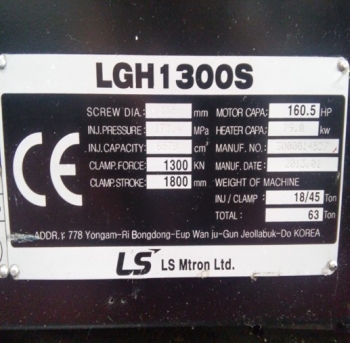 LGH1300S
SCREW DIA.: mm MOTOR CAPA.: 160.5 HP
INJ.PRESSURE: MPa HEATER CAPA.: kw
INJ.CAPACITY: cm³ MANUF. NO.:
CLAMP.FORCE: 1300 KN MANUF. DATE:
CLAMP.STROKE: 1800 mm WEIGHT OF MACHINE
INJ / CLAMP : 18/45 Ton
TOTAL : 63 Ton
CE
ADDR.: 778 Yongam-Ri Bongdong-Eup Wan ju-Gun Jeollabuk-Do KOREA
LS LS Mtron Ltd.